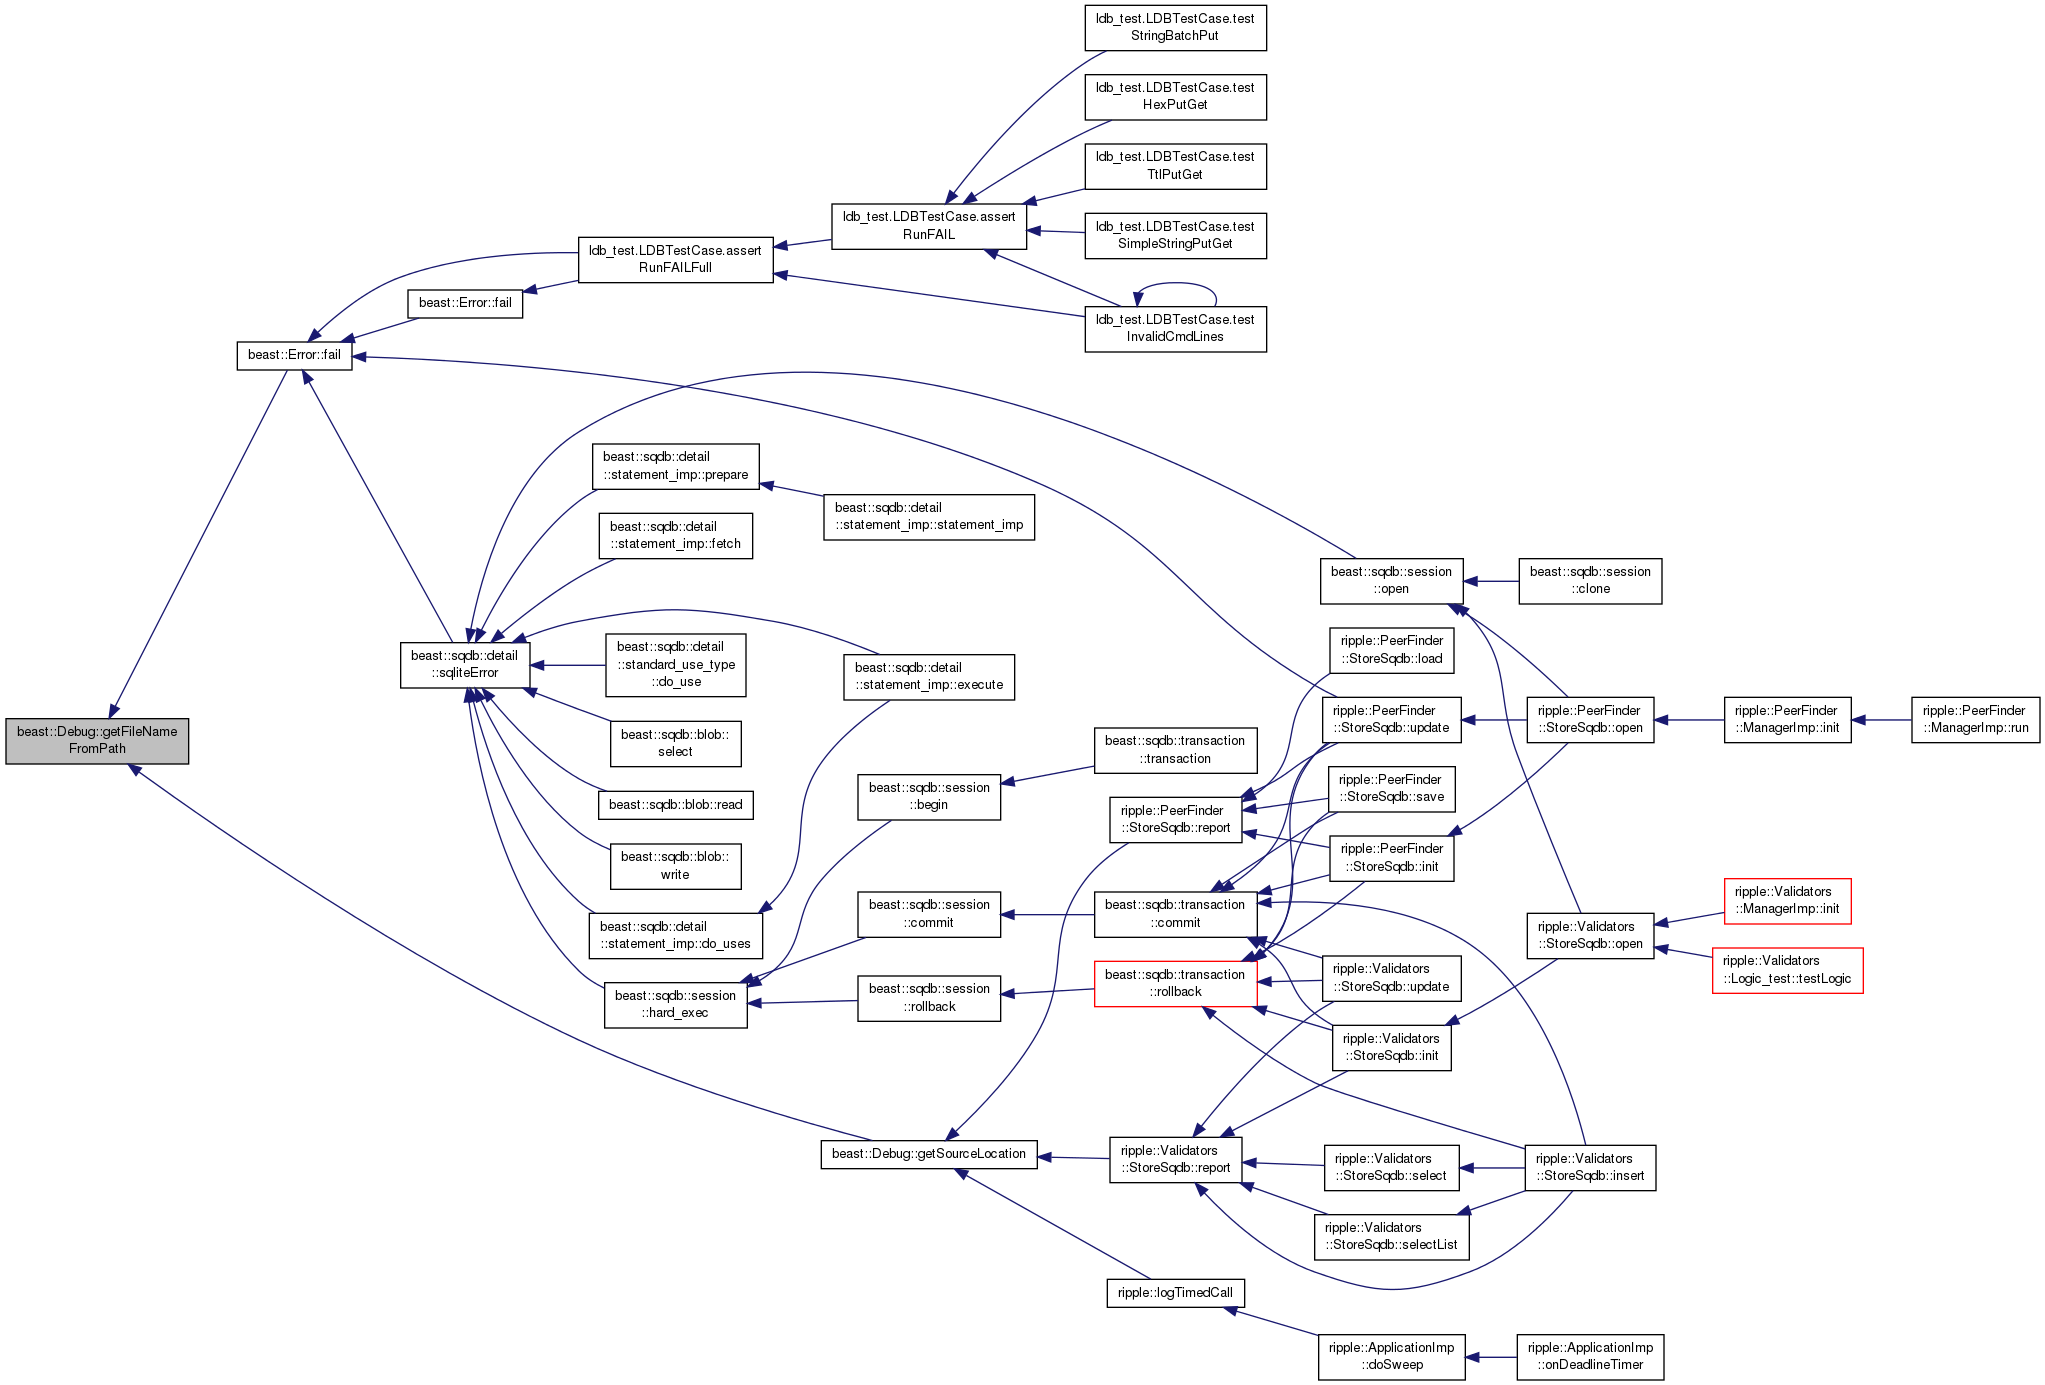 ldb_test.LDBTestCase.test
StringBatchPut
ldb_test.LDBTestCase.test
HexPutGet
ldb_test.LDBTestCase.test
TtlPutGet
ldb_test.LDBTestCase.assert
RunFAIL
ldb_test.LDBTestCase.test
SimpleStringPutGet
ldb_test.LDBTestCase.assert
RunFAILFull
beast::Error::fail
ldb_test.LDBTestCase.test
InvalidCmdLines
beast::Error::fail
beast::sqdb::detail
::statement_imp::prepare
beast::sqdb::detail
::statement_imp::statement_imp
beast::sqdb::detail
::statement_imp::fetch
beast::sqdb::session
::open
beast::sqdb::session
::clone
beast::sqdb::detail
::sqliteError
beast::sqdb::detail
::standard_use_type
::do_use
beast::sqdb::detail
::statement_imp::execute
ripple::PeerFinder
::StoreSqdb::load
beast::Debug::getFileName
FromPath
beast::sqdb::blob::
select
beast::sqdb::transaction
::transaction
ripple::PeerFinder
::StoreSqdb::update
ripple::PeerFinder
::StoreSqdb::open
ripple::PeerFinder
::ManagerImp::init
ripple::PeerFinder
::ManagerImp::run
beast::sqdb::blob::read
beast::sqdb::session
::begin
ripple::PeerFinder
::StoreSqdb::report
ripple::PeerFinder
::StoreSqdb::save
beast::sqdb::blob::
write
ripple::PeerFinder
::StoreSqdb::init
beast::sqdb::detail
::statement_imp::do_uses
beast::sqdb::session
::commit
beast::sqdb::transaction
::commit
ripple::Validators
::StoreSqdb::open
ripple::Validators
::ManagerImp::init
ripple::Validators
::Logic_test::testLogic
beast::sqdb::session
::hard_exec
beast::sqdb::session
::rollback
beast::sqdb::transaction
::rollback
ripple::Validators
::StoreSqdb::update
ripple::Validators
::StoreSqdb::init
beast::Debug::getSourceLocation
ripple::Validators
::StoreSqdb::report
ripple::Validators
::StoreSqdb::select
ripple::Validators
::StoreSqdb::insert
ripple::Validators
::StoreSqdb::selectList
ripple::logTimedCall
ripple::ApplicationImp
::doSweep
ripple::ApplicationImp
::onDeadlineTimer